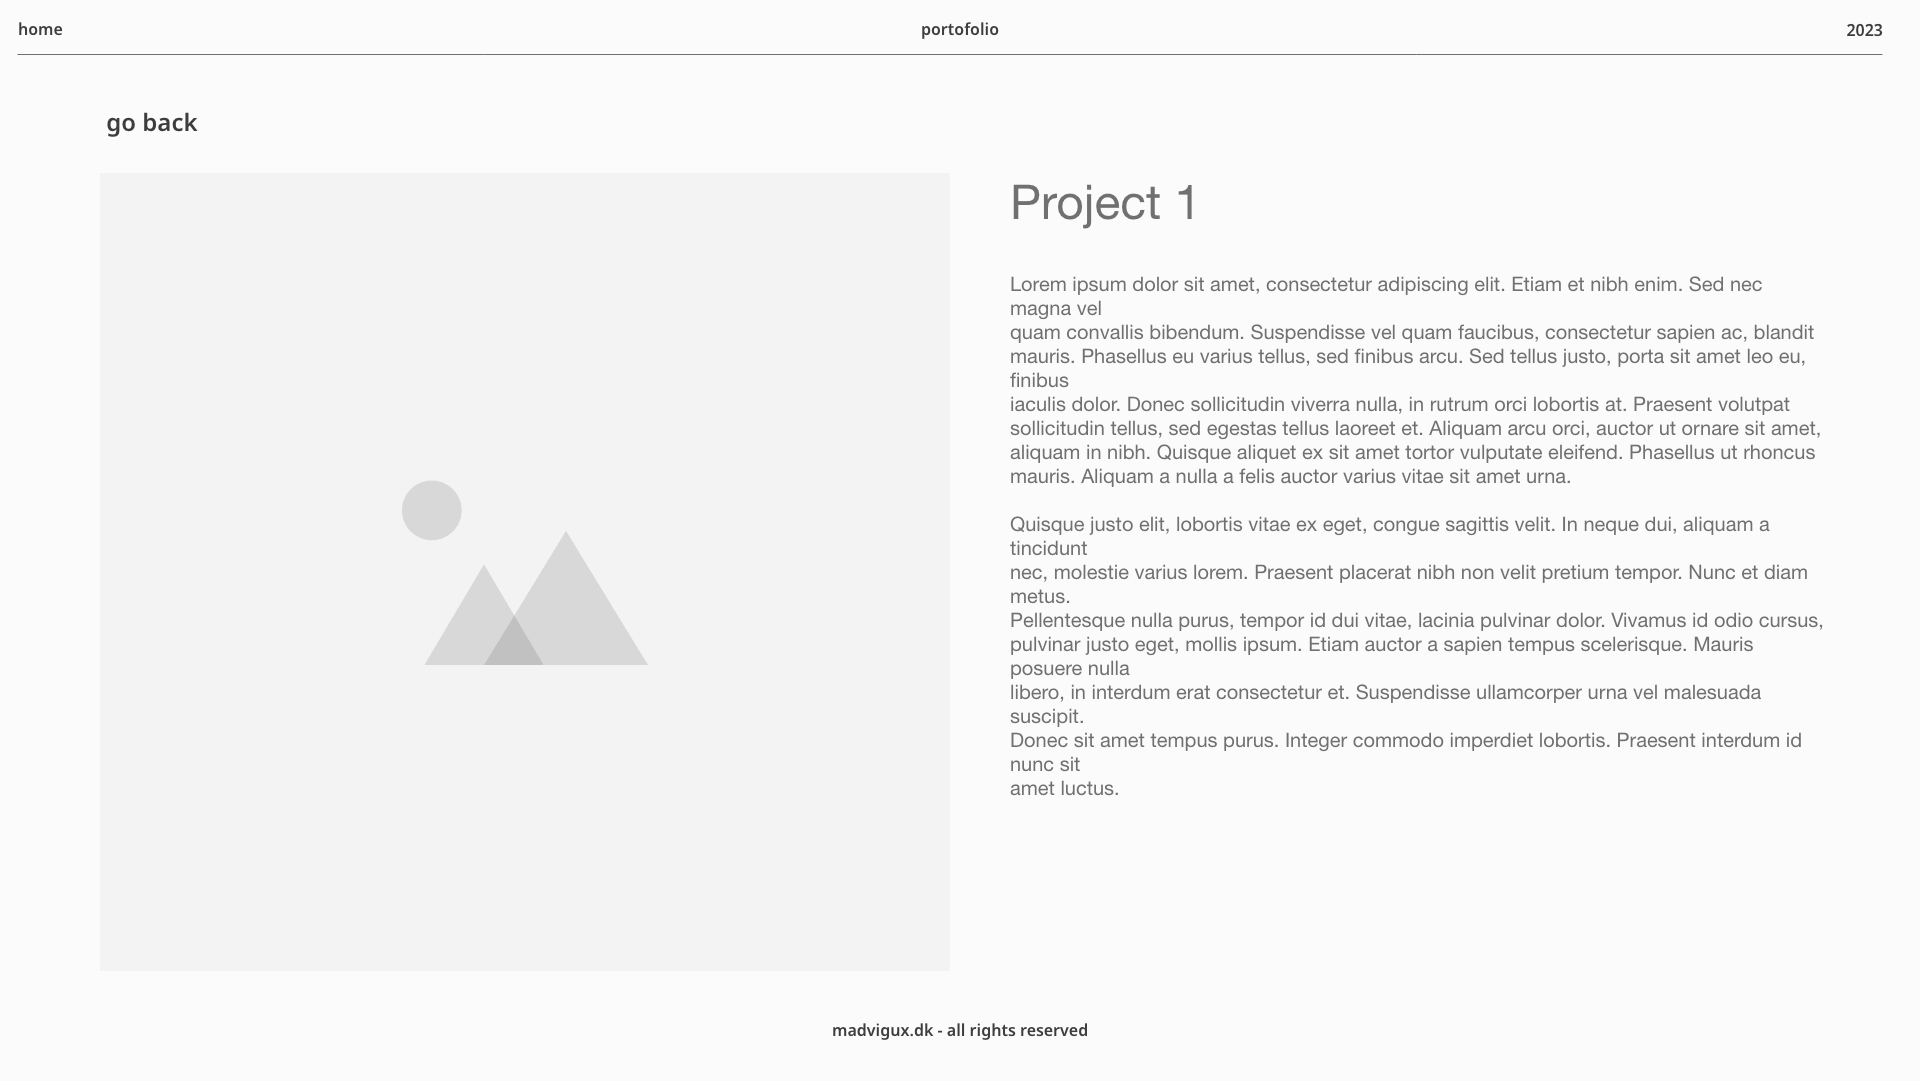 home
portofolio
2023
go back
Project 1
Lorem ipsum dolor sit amet, consectetur adipiscing elit. Etiam et nibh enim. Sed nec
magna vel
quam convallis bibendum. Suspendisse vel quam faucibus, consectetur sapien ac, blandit
mauris. Phasellus eu varius tellus, sed finibus arcu. Sed tellus justo, porta sit amet leo eu,
finibus
iaculis dolor. Donec sollicitudin viverra nulla, in rutrum orci lobortis at. Praesent volutpat
sollicitudin tellus, sed egestas tellus laoreet et. Aliquam arcu orci, auctor ut ornare sit amet,
aliquam in nibh. Quisque aliquet ex sit amet tortor vulputate eleifend. Phasellus ut rhoncus
mauris. Aliquam a nulla a felis auctor varius vitae sit amet urna.
Quisque justo elit, lobortis vitae ex eget, congue sagittis velit. In neque dui, aliquam a
tincidunt
nec, molestie varius lorem. Praesent placerat nibh non velit pretium tempor. Nunc et diam
metus.
Pellentesque nulla purus, tempor id dui vitae, lacinia pulvinar dolor. Vivamus id odio cursus,
pulvinar justo eget, mollis ipsum. Etiam auctor a sapien tempus scelerisque. Mauris
posuere nulla
libero, in interdum erat consectetur et. Suspendisse ullamcorper urna vel malesuada
suscipit.
Donec sit amet tempus purus. Integer commodo imperdiet lobortis. Praesent interdum id
nunc sit
amet luctus.
madvigux.dk - all rights reserved